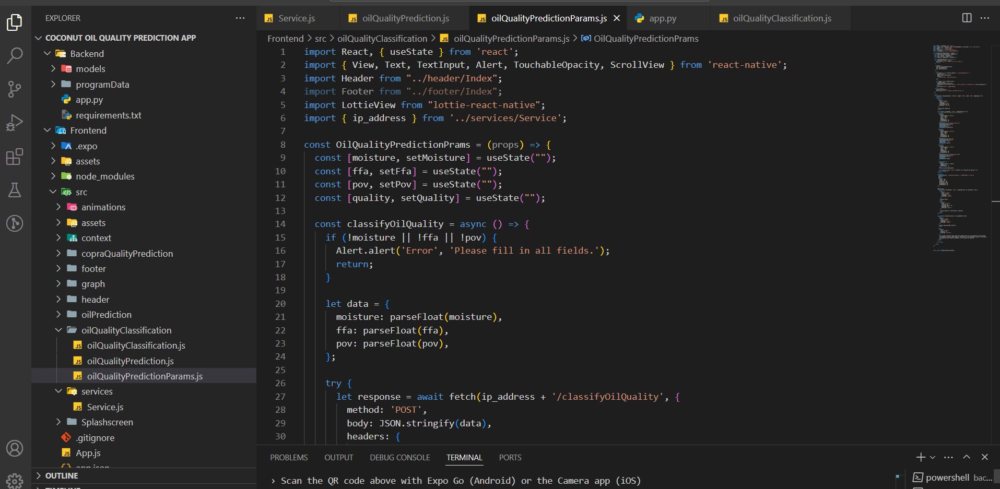 EXPLORER
COCONUT OIL QUALITY PREDICTION APP
Backend
models
programData
app.py
requirements.txt
Frontend
.expo
assets
node_modules
src
animations
assets
context
copraQualityPrediction
footer
graph
header
oilPrediction
oilQualityClassification
oilQualityClassification.js
oilQualityPrediction.js
oilQualityPredictionParams.js
services
Service.js
Splashscreen
.gitignore
App.js
app.json
OUTLINE
TIMELINE
Service.js
oilQualityPrediction.js
oilQualityPredictionParams.js
app.py
oilQualityClassification.js
Frontend > src > oilQualityClassification > oilQualityPredictionParams.js > OilQualityPredictionPrams
1 import React, { useState } from 'react';
2 import { View, Text, TextInput, Alert, TouchableOpacity, ScrollView } from 'react-native';
3 import Header from "../header/Index";
4 import Footer from "../footer/Index";
5 import LottieView from "lottie-react-native";
6 import { ip_address } from '../services/Service';
7
8 const OilQualityPredictionPrams = (props) => {
9 const [moisture, setMoisture] = useState("");
10 const [ffa, setFfa] = useState("");
11 const [pov, setPov] = useState("");
12 const [quality, setQuality] = useState("");
13
14 const classifyOilQuality = async () => {
15 if (!moisture || !ffa || !pov) {
16 Alert.alert('Error', 'Please fill in all fields.');
17 return;
18 }
19
20 let data = {
21 moisture: parseFloat(moisture),
22 ffa: parseFloat(ffa),
23 pov: parseFloat(pov),
24 };
25
26 try {
27 let response = await fetch(ip_address + '/classifyOilQuality', {
28 method: 'POST',
29 body: JSON.stringify(data),
30 headers: {
PROBLEMS OUTPUT DEBUG CONSOLE TERMINAL PORTS
› Scan the QR code above with Expo Go (Android) or the Camera app (iOS)
powershell bac...